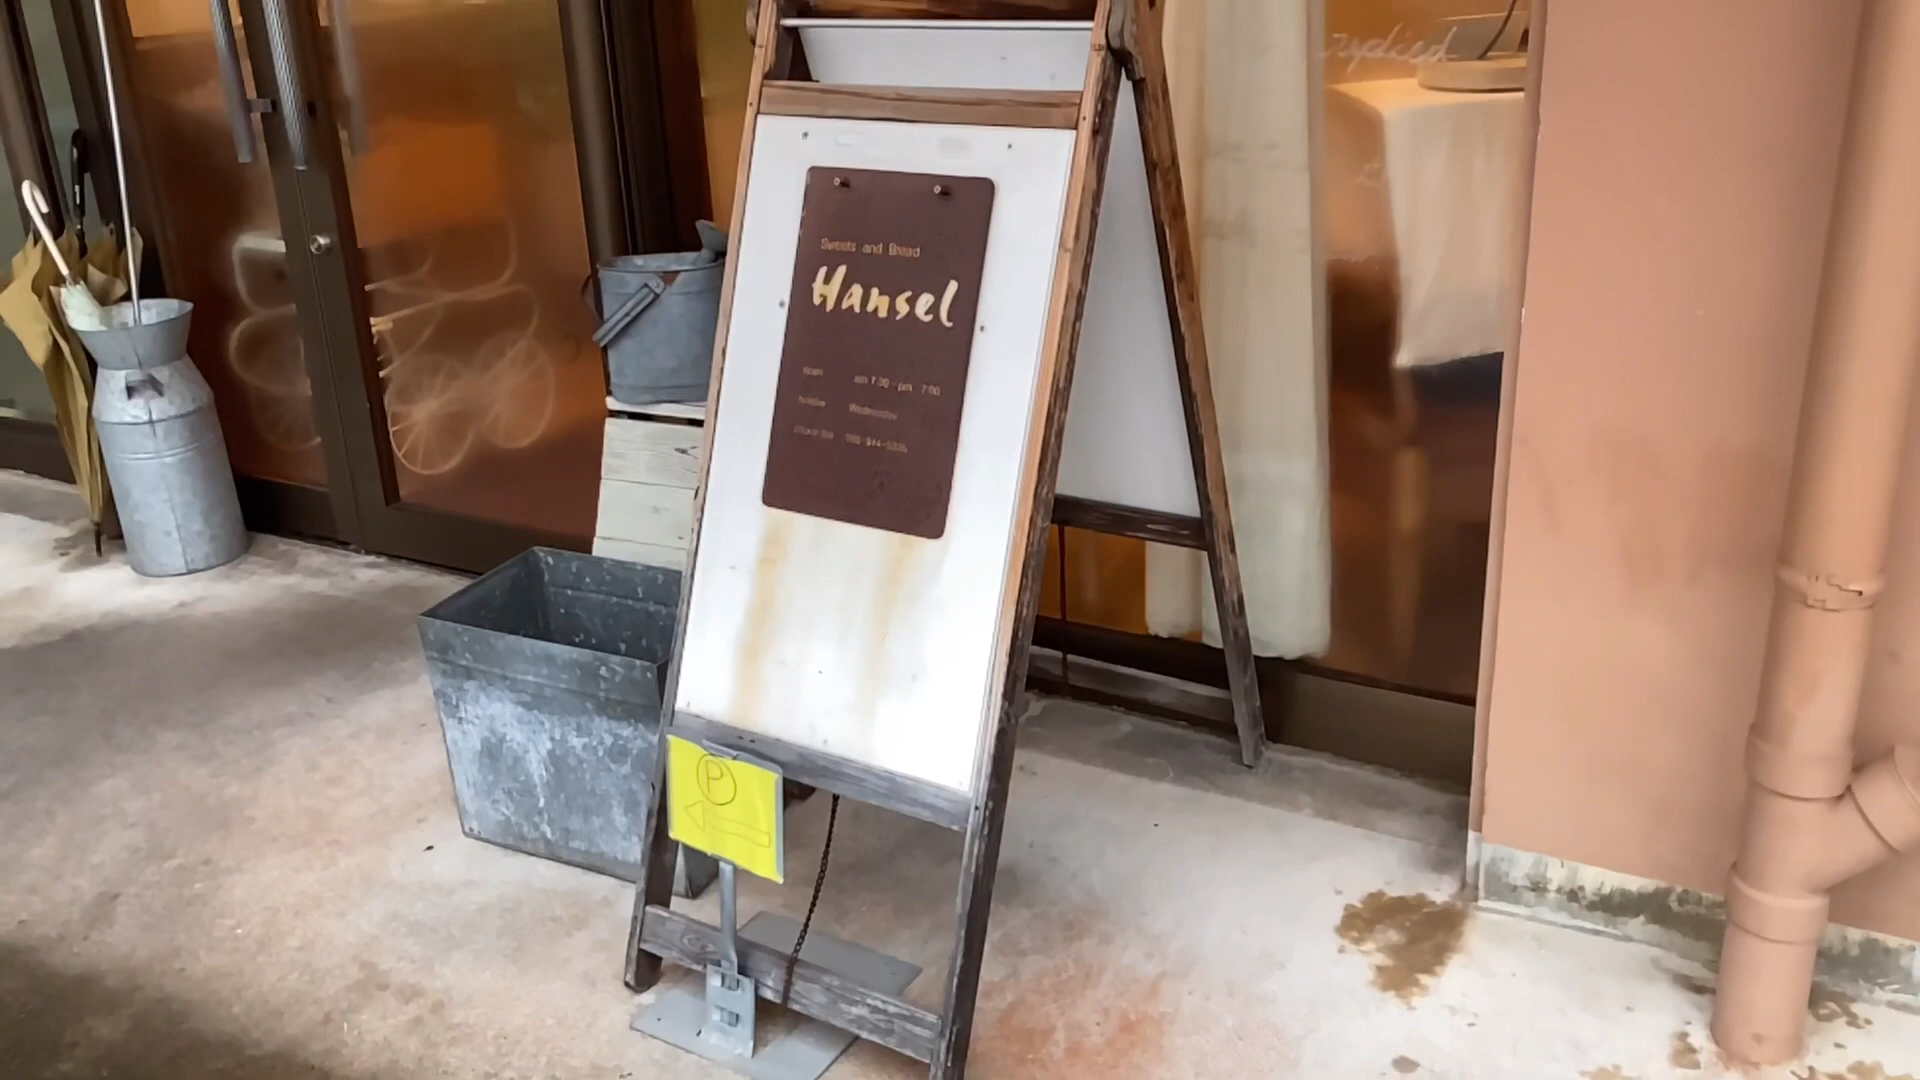 Sweets and Bread
Hansel
open am 7:00 - pm 7:00
holiday Wednesday
P